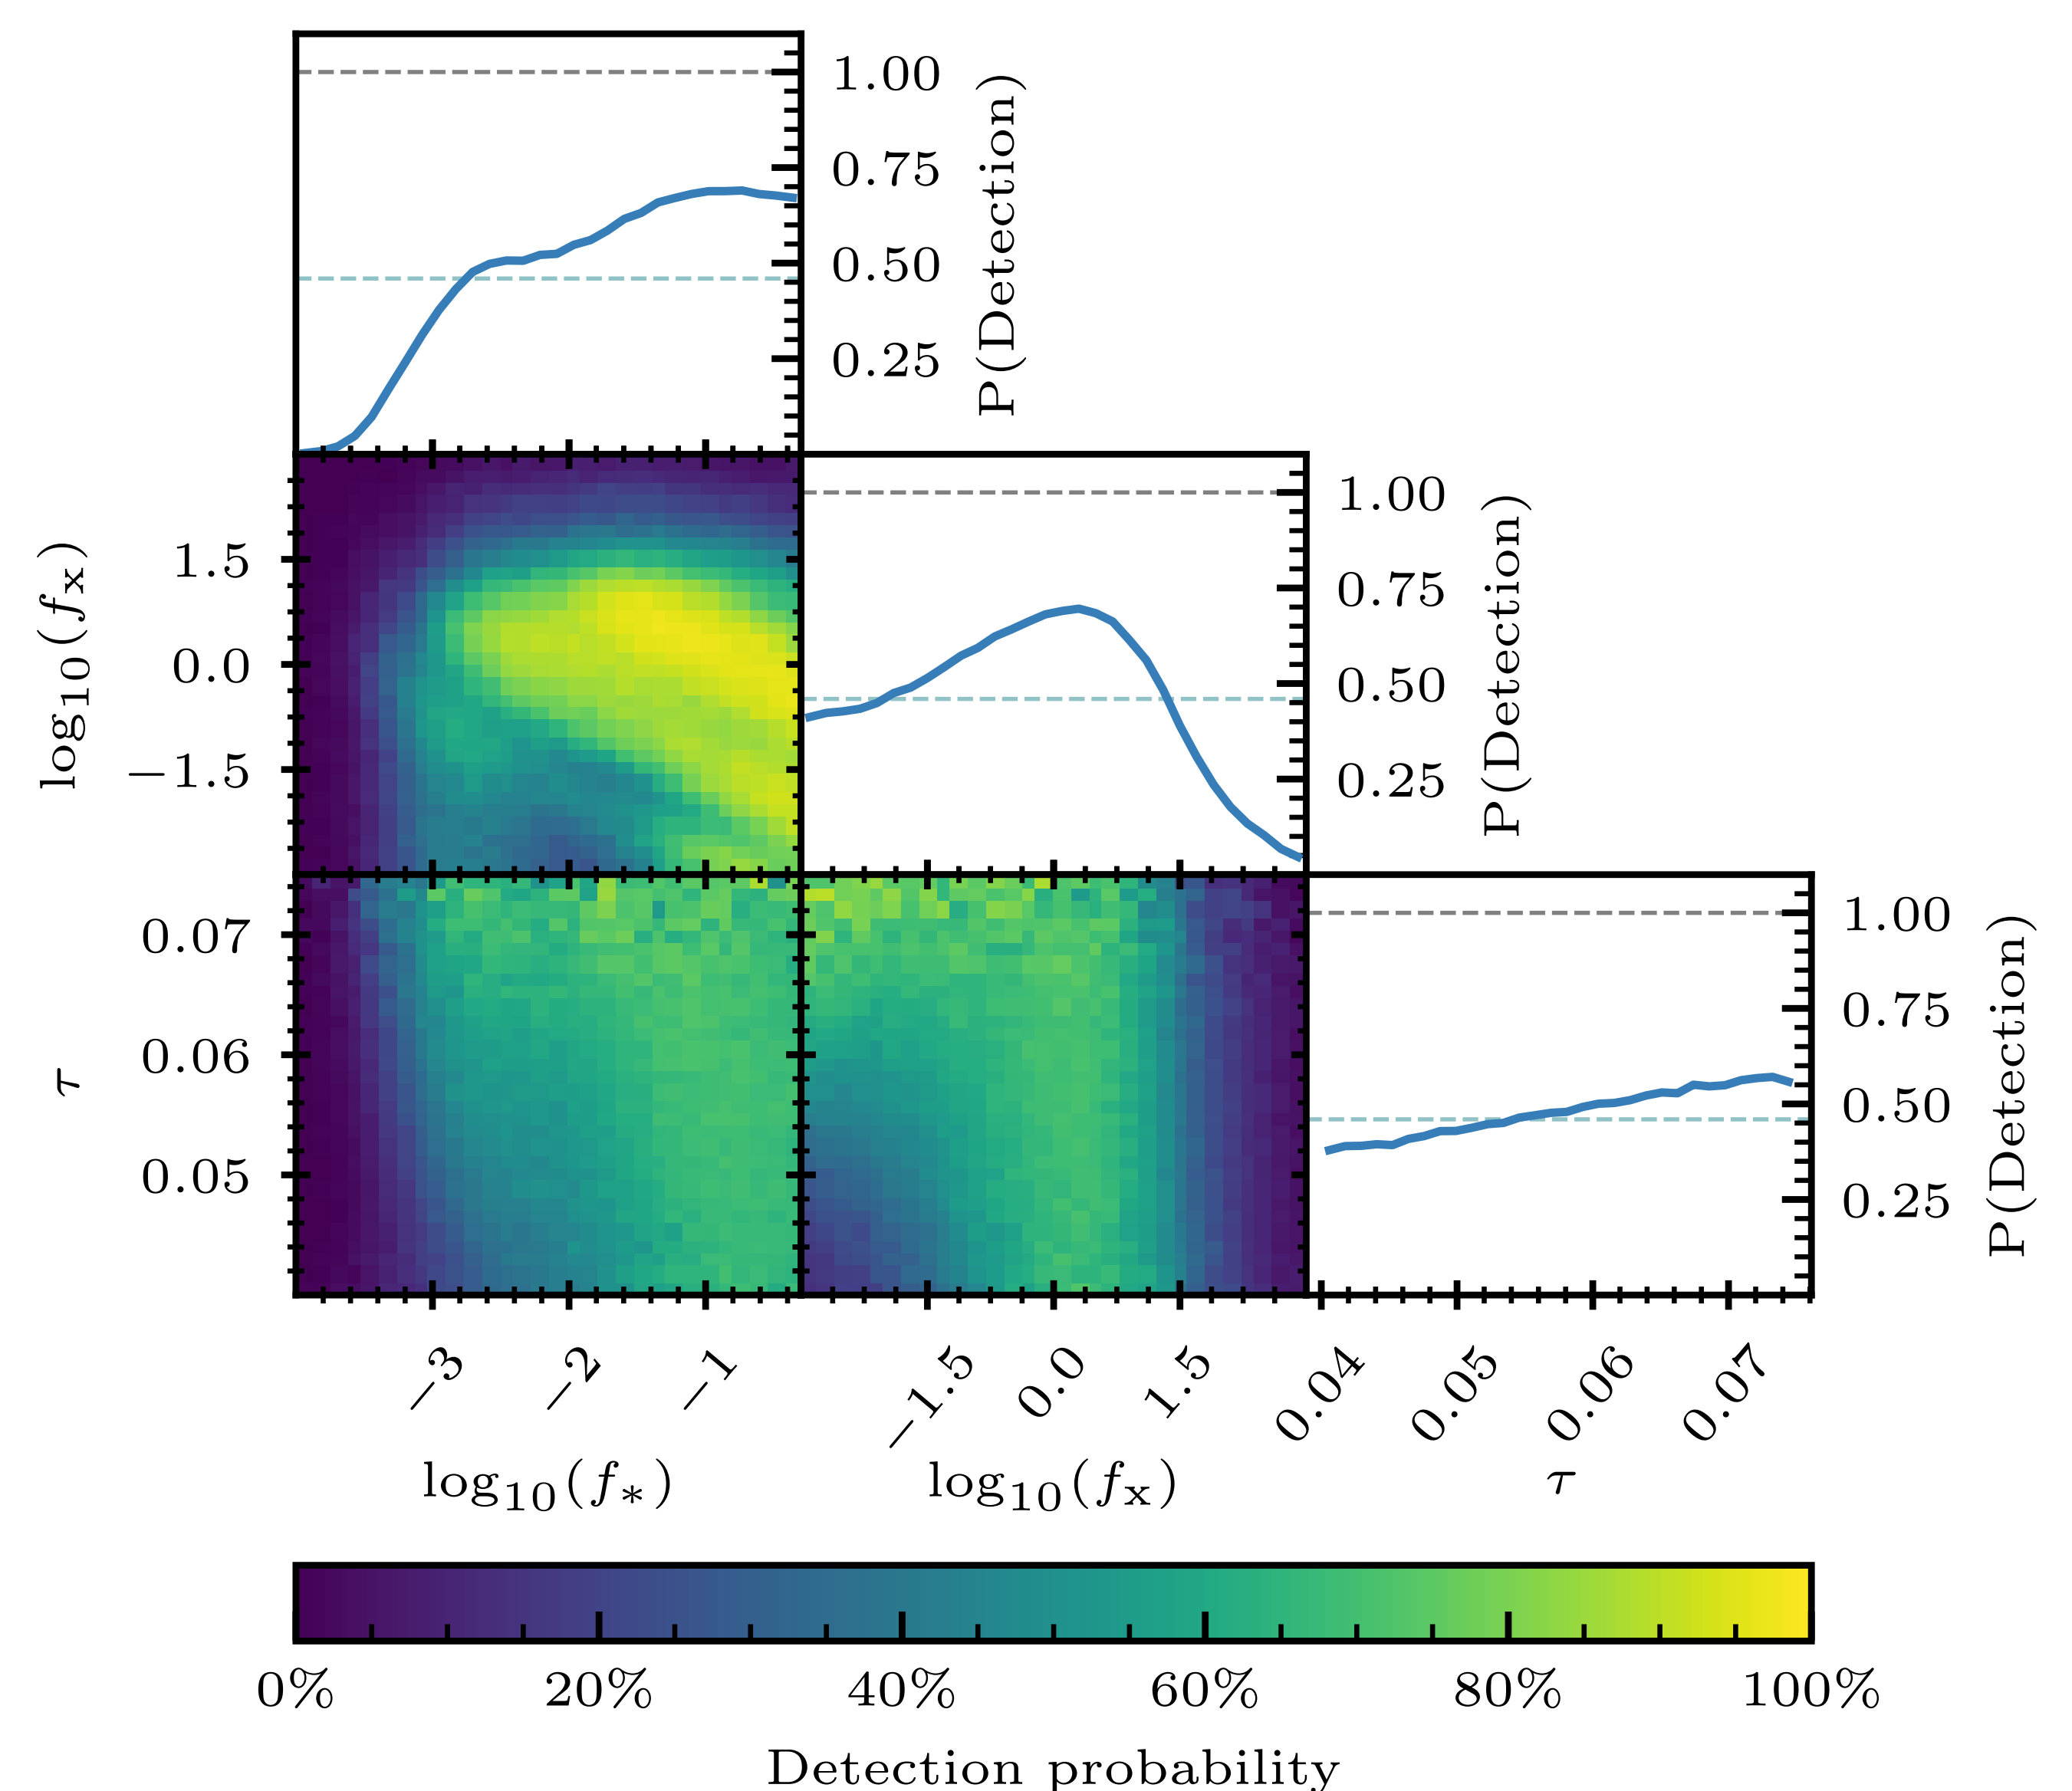 1.00
0.75
0.50
0.25
P(Detection)
log₁₀(fₓ)
1.5
0.0
−1.5
1.00
0.75
0.50
0.25
P(Detection)
τ
0.07
0.06
0.05
1.00
0.75
0.50
0.25
P(Detection)
−3 −2 −1
−1.5 0.0 1.5
0.04 0.05 0.06 0.07
log₁₀(f∗) log₁₀(fₓ) τ
0% 20% 40% 60% 80% 100%
Detection probability